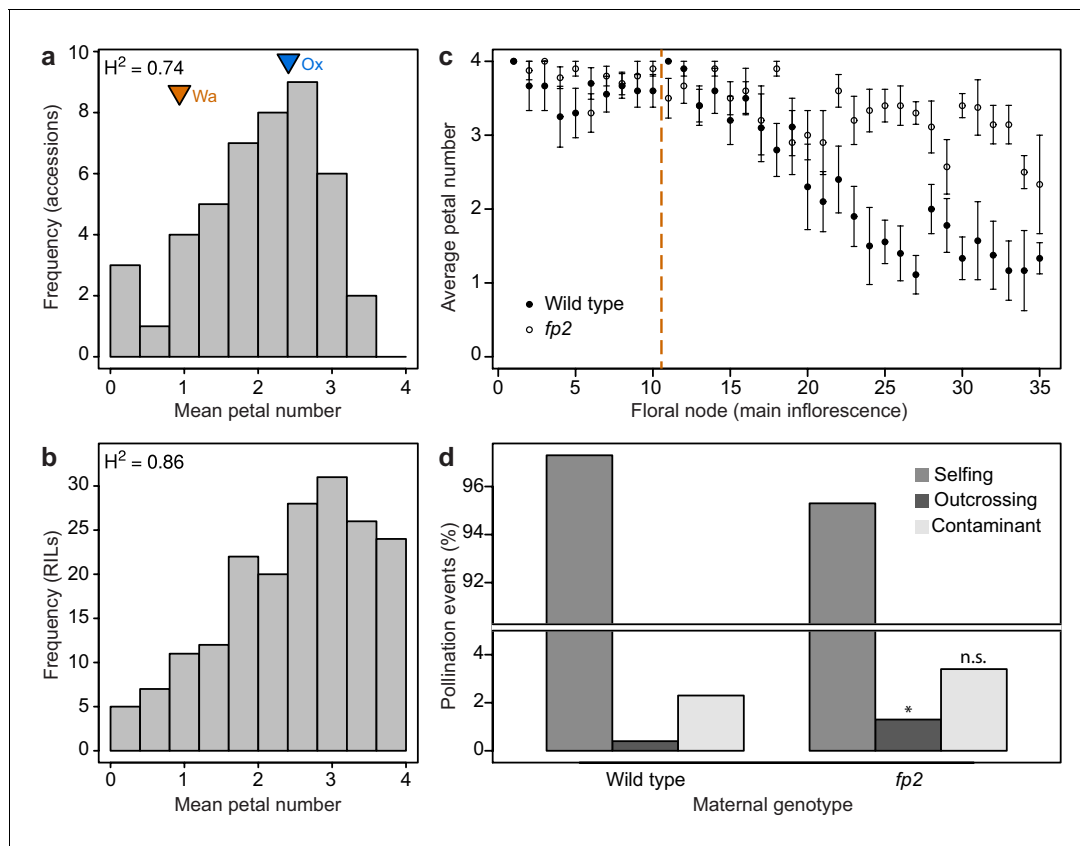 a
H² = 0.74
Wa
Ox
10
8
6
4
2
0
Frequency (accessions)
0 1 2 3 4
Mean petal number
c
4
3
2
1
0
Average petal number
Wild type
fp2
0 5 10 15 20 25 30 35
Floral node (main inflorescence)
b
H² = 0.86
30
25
20
15
10
5
0
Frequency (RILs)
0 1 2 3 4
Mean petal number
d
Selfing
Outcrossing
Contaminant
96
94
92
4
2
0
Pollination events (%)
*
n.s.
Wild type fp2
Maternal genotype